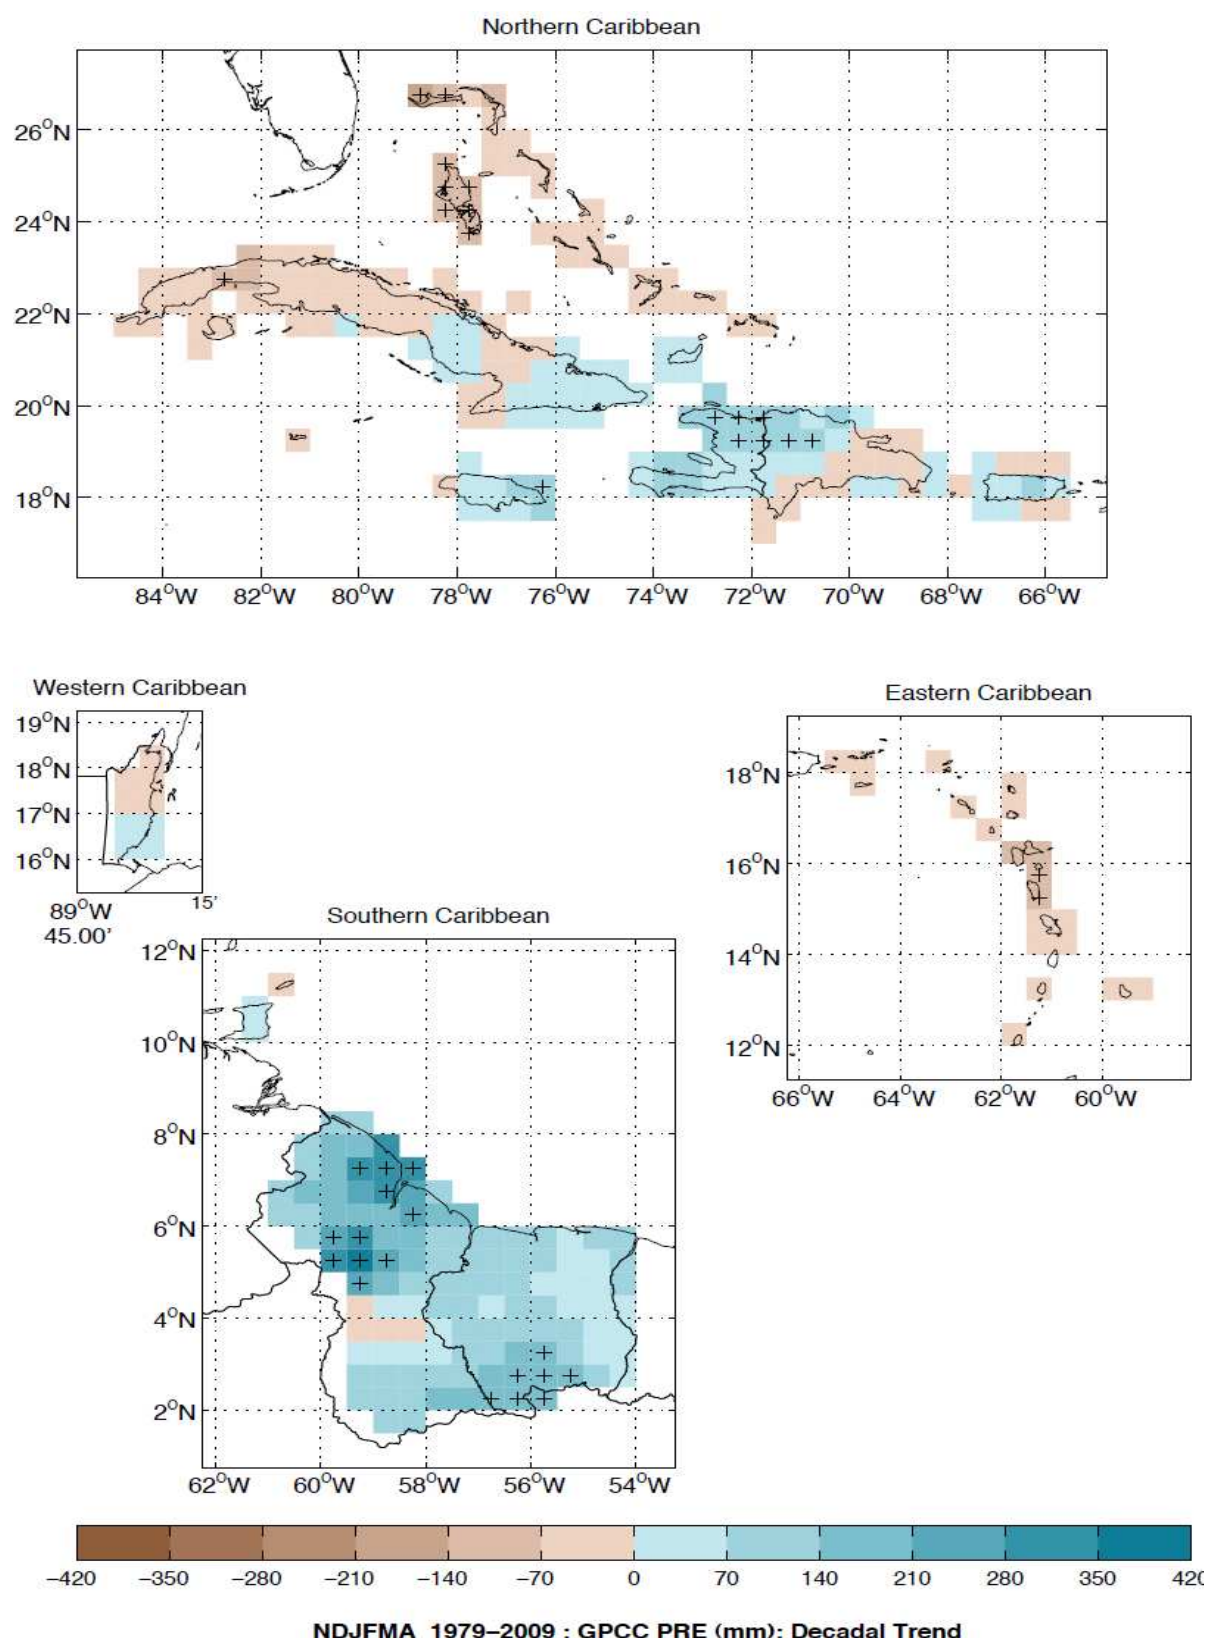 Northern Caribbean
26°N
24°N
22°N
20°N
18°N
84°W 82°W 80°W 78°W 76°W 74°W 72°W 70°W 68°W 66°W
Western Caribbean
19°N
18°N
17°N
16°N
89°W 15'
45.00'
Eastern Caribbean
18°N
16°N
14°N
12°N
66°W 64°W 62°W 60°W
Southern Caribbean
12°N
10°N
8°N
6°N
4°N
2°N
62°W 60°W 58°W 56°W 54°W
−420 −350 −280 −210 −140 −70 0 70 140 210 280 350 420
NDJFMA 1979−2009 : GPCC PRE (mm): Decadal Trend